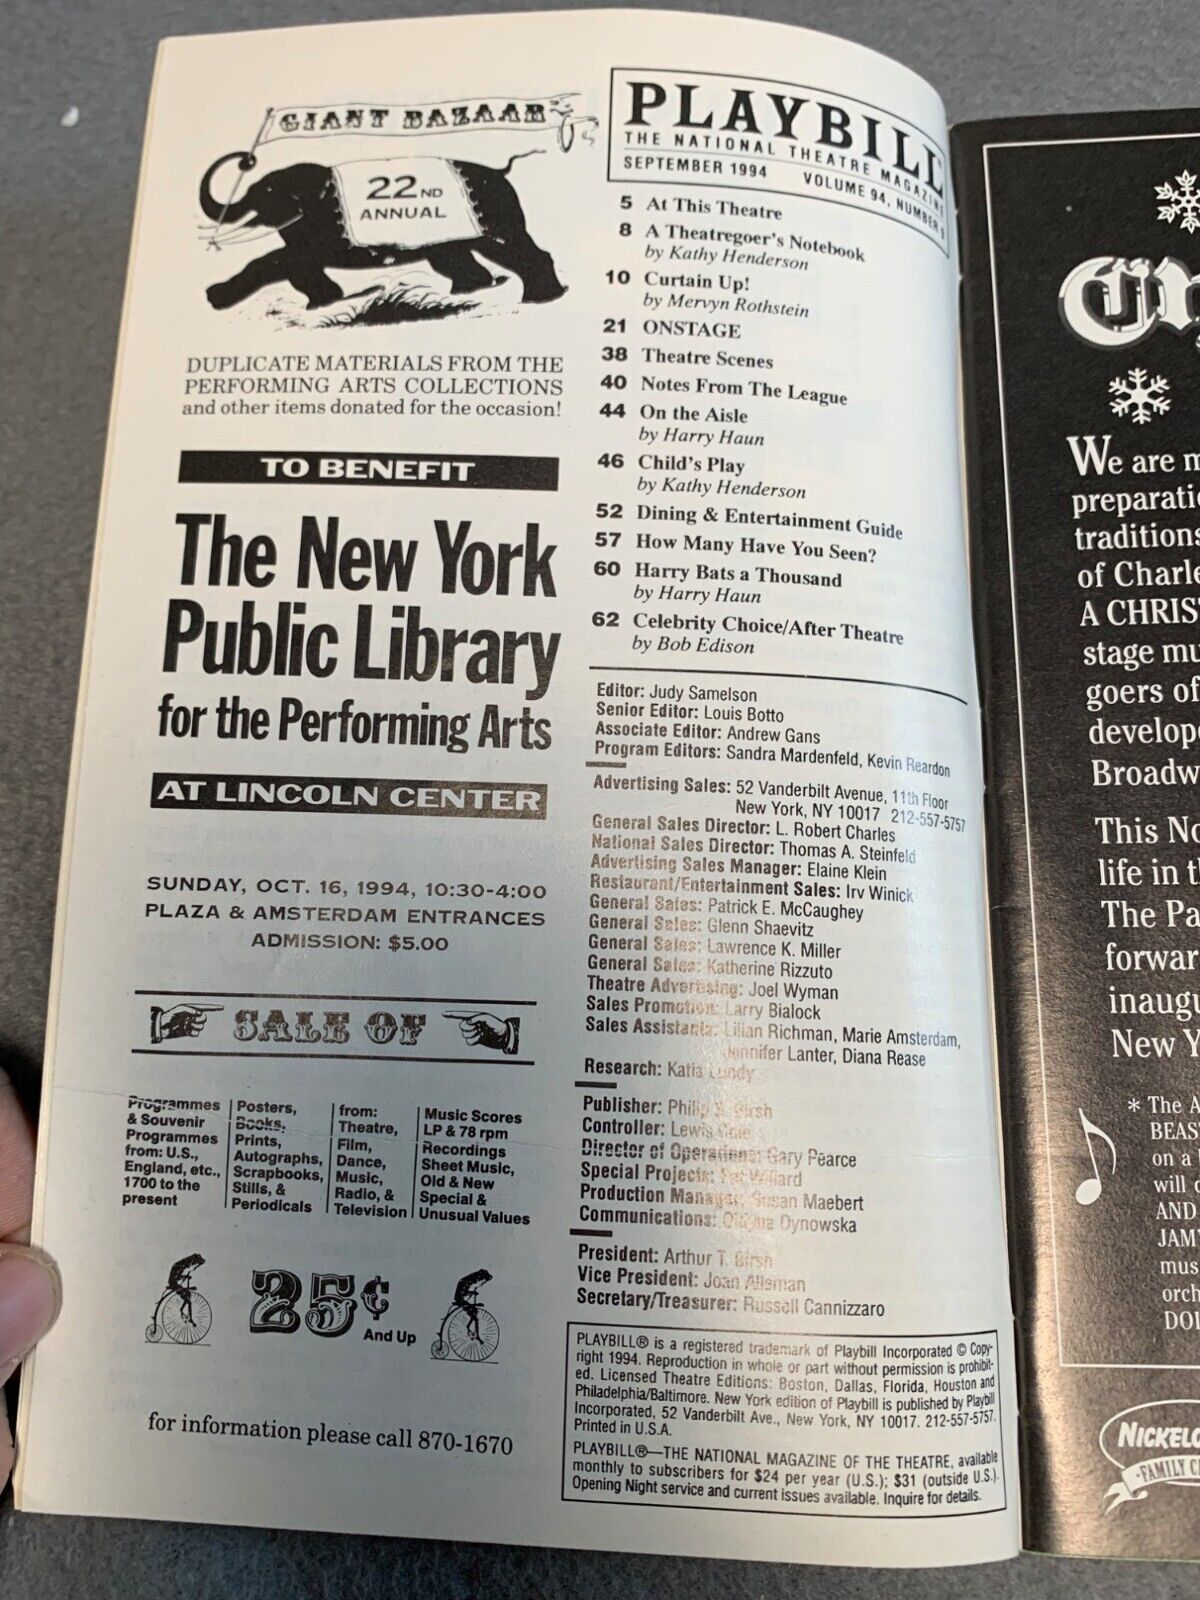 GIANT BAZAAR
22ND
ANNUAL
DUPLICATE MATERIALS FROM THE
PERFORMING ARTS COLLECTIONS
and other items donated for the occasion!
TO BENEFIT
The New York
Public Library
for the Performing Arts
AT LINCOLN CENTER
SUNDAY, OCT. 16, 1994, 10:30-4:00
PLAZA & AMSTERDAM ENTRANCES
ADMISSION: $5.00
SALE OF
Programmes
& Souvenir
Programmes
from: U.S.,
England, etc.,
1700 to the
present
Posters,
Books,
Prints,
Autographs,
Scrapbooks,
Stills, &
Periodicals
from:
Theatre,
Film,
Dance,
Music,
Radio, &
Television
Music Scores
LP & 78 rpm
Recordings
Sheet Music,
Old & New
Special &
Unusual Values
25¢
And Up
for information please call 870-1670
PLAYBILL
THE NATIONAL THEATRE MAGAZINE
SEPTEMBER 1994 VOLUME 94, NUMBER 9
5 At This Theatre
8 A Theatregoer's Notebook
by Kathy Henderson
10 Curtain Up!
by Mervyn Rothstein
21 ONSTAGE
38 Theatre Scenes
40 Notes From The League
44 On the Aisle
by Harry Haun
46 Child's Play
by Kathy Henderson
52 Dining & Entertainment Guide
57 How Many Have You Seen?
60 Harry Bats a Thousand
by Harry Haun
62 Celebrity Choice/After Theatre
by Bob Edison
Editor: Judy Samelson
Senior Editor: Louis Botto
Associate Editor: Andrew Gans
Program Editors: Sandra Mardenfeld, Kevin Reardon
Advertising Sales: 52 Vanderbilt Avenue, 11th Floor
New York, NY 10017 212-557-5757
General Sales Director: L. Robert Charles
National Sales Director: Thomas A. Steinfeld
Advertising Sales Manager: Elaine Klein
Restaurant/Entertainment Sales: Irv Winick
General Sales: Patrick E. McCaughey
General Sales: Glenn Shaevitz
General Sales: Lawrence K. Miller
General Sales: Katherine Rizzuto
Theatre Advertising: Joel Wyman
Sales Promotion: Larry Bialock
Sales Assistants: Lilian Richman, Marie Amsterdam,
Jennifer Lanter, Diana Rease
Research: Katia Lundy
Publisher: Philip S. Birsh
Controller: Lewis Cole
Director of Operations: Gary Pearce
Special Projects: Pat Willard
Production Manager: Susan Maebert
Communications: Oynowska
President: Arthur T. Birsh
Vice President: Joan Alleman
Secretary/Treasurer: Russell Cannizzaro
PLAYBILL® is a registered trademark of Playbill Incorporated © Copy-
right 1994. Reproduction in whole or part without permission is prohibit-
ed. Licensed Theatre Editions: Boston, Dallas, Florida, Houston and
Philadelphia/Baltimore. New York edition of Playbill is published by Playbill
Incorporated, 52 Vanderbilt Ave., New York, NY 10017. 212-557-5757.
Printed in U.S.A.
PLAYBILL®—THE NATIONAL MAGAZINE OF THE THEATRE, available
monthly to subscribers for $24 per year (U.S.); $31 (outside U.S.).
Opening Night service and current issues available. Inquire for details.
We are m
preparati
traditions
of Charle
A CHRIST
stage mu
goers of
develope
Broadw
This No
life in th
The Pa
forwar
inaugu
New Y
* The A
BEAS
on a
will
AND
JAM
mus
orch
DOL
NICKELO
FAMILY C